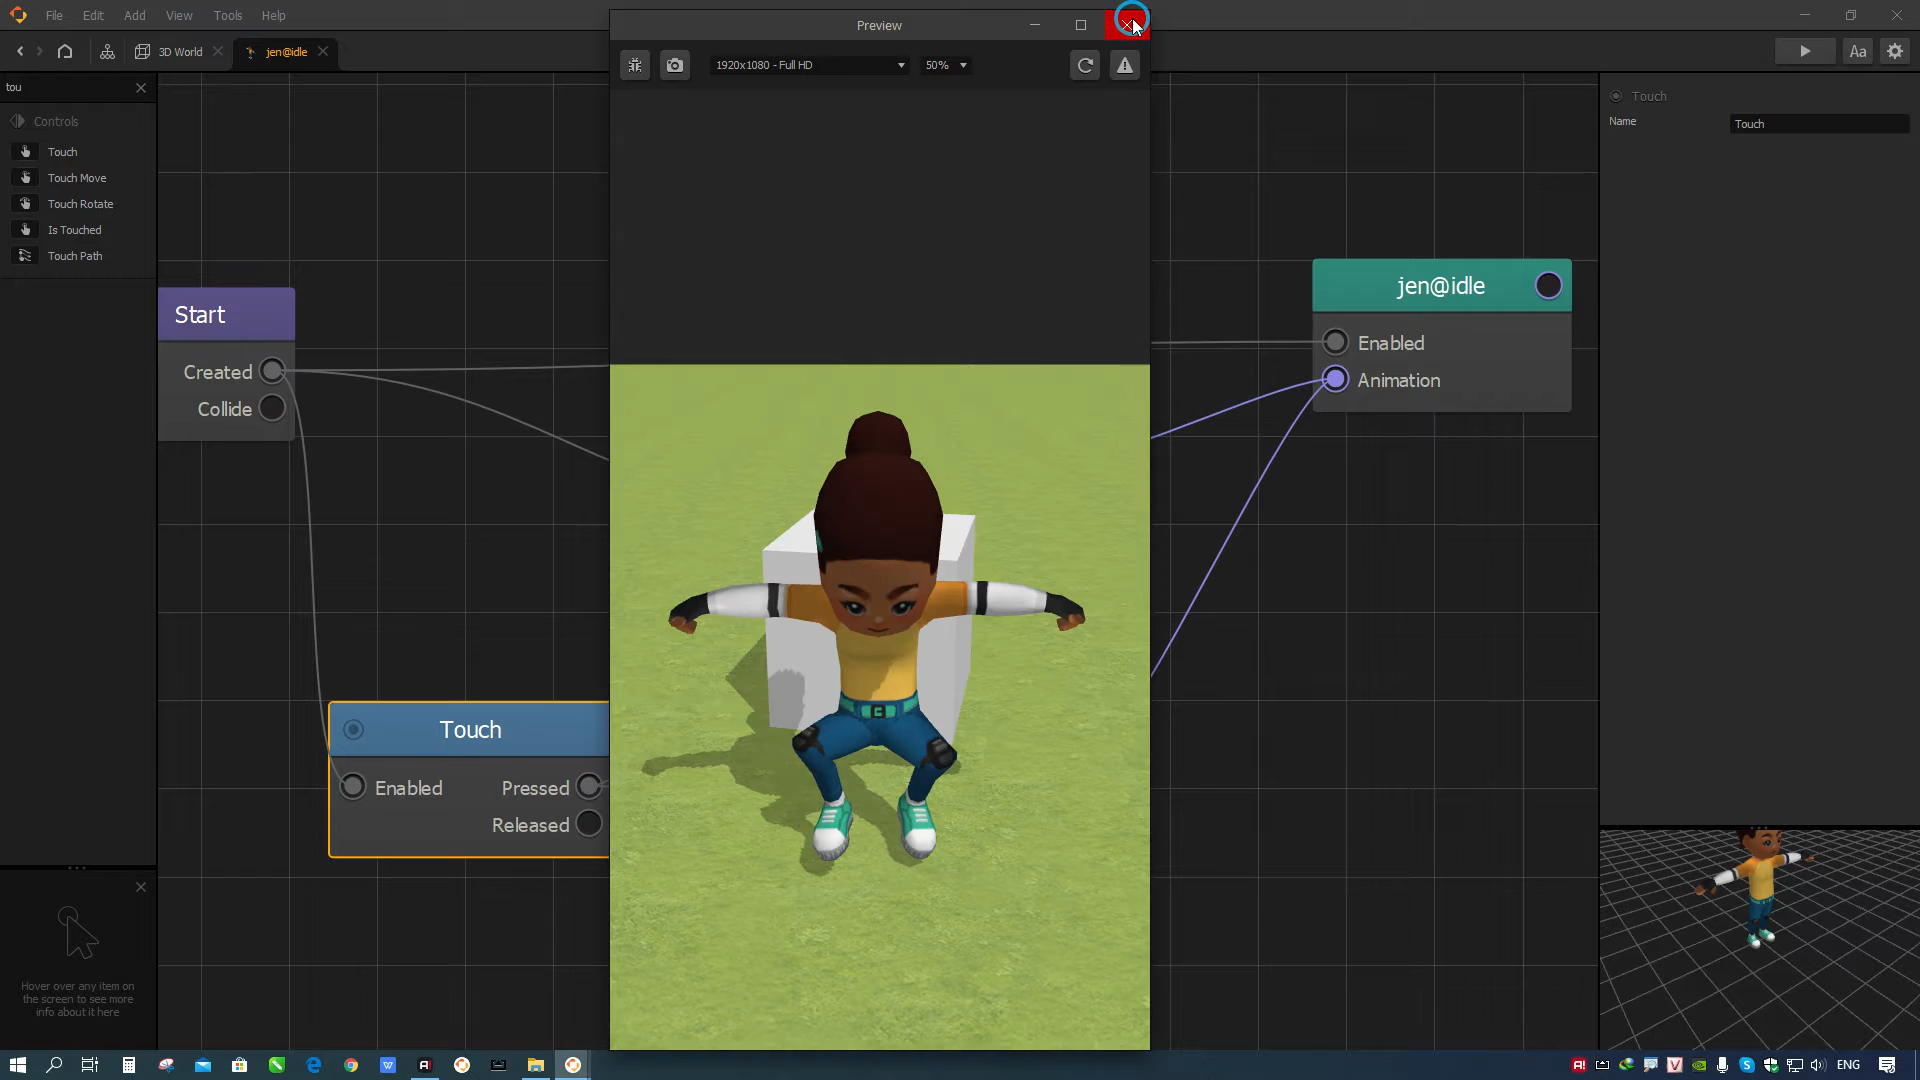 File Edit View Tools Help
Preview
3D World
jen@idle
Aa
1920x1080 - Full HD
50%
tou
Controls
Touch
Touch Move
Touch Rotate
Is Touched
Touch Path
Touch
Name
Touch
Start
Created
Collide
jen@idle
Enabled
Animation
Touch
Enabled
Pressed
Released
Hover over any item on
the screen to see more
info about it here
ENG